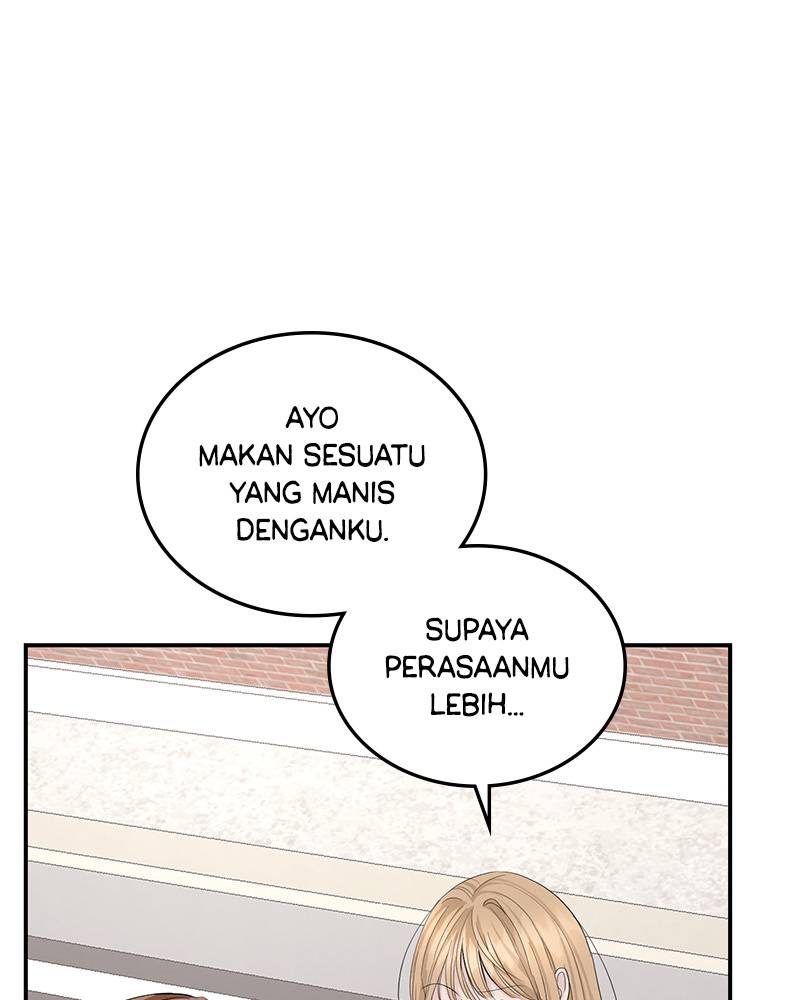 AYO
MAKAN SESUATU
YANG MANIS
DENGANKU.
SUPAYA
PERASAANMU
LEBIH...